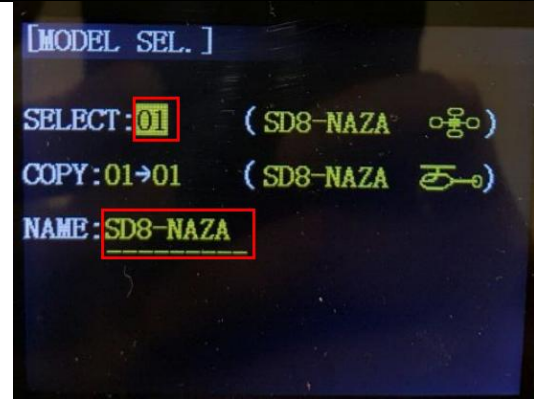 [MODEL SEL.]
SELECT:01 (SD8-NAZA )
COPY:01→01 (SD8-NAZA )
NAME:SD8-NAZA